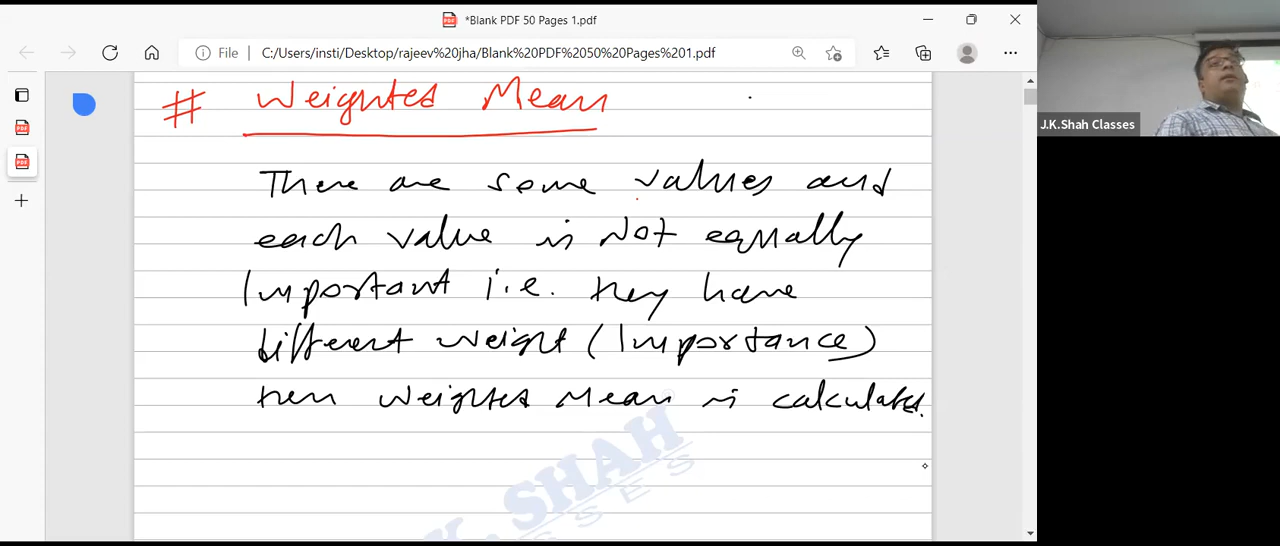 *Blank PDF 50 Pages 1.pdf
File C:/Users/insti/Desktop/rajeev%20jha/Blank%20PDF%2050%20Pages%201.pdf
# Weighted Mean
There are some values and
each value is Not equally
Important i.e. they have
different weight (Importance)
then weighted Mean is calculated.
K. SHAH
SSES
J.K.Shah Classes